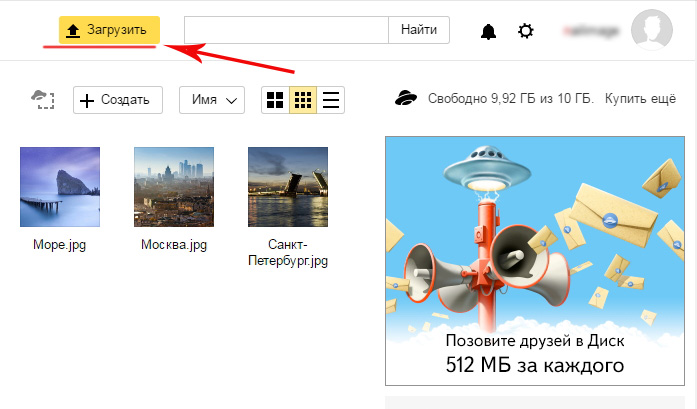 Загрузить
Найти
Создать
Имя
Свободно 9,92 ГБ из 10 ГБ. Купить ещё
Море.jpg
Москва.jpg
Санкт-
Петербург.jpg
Позовите друзей в Диск
512 МБ за каждого